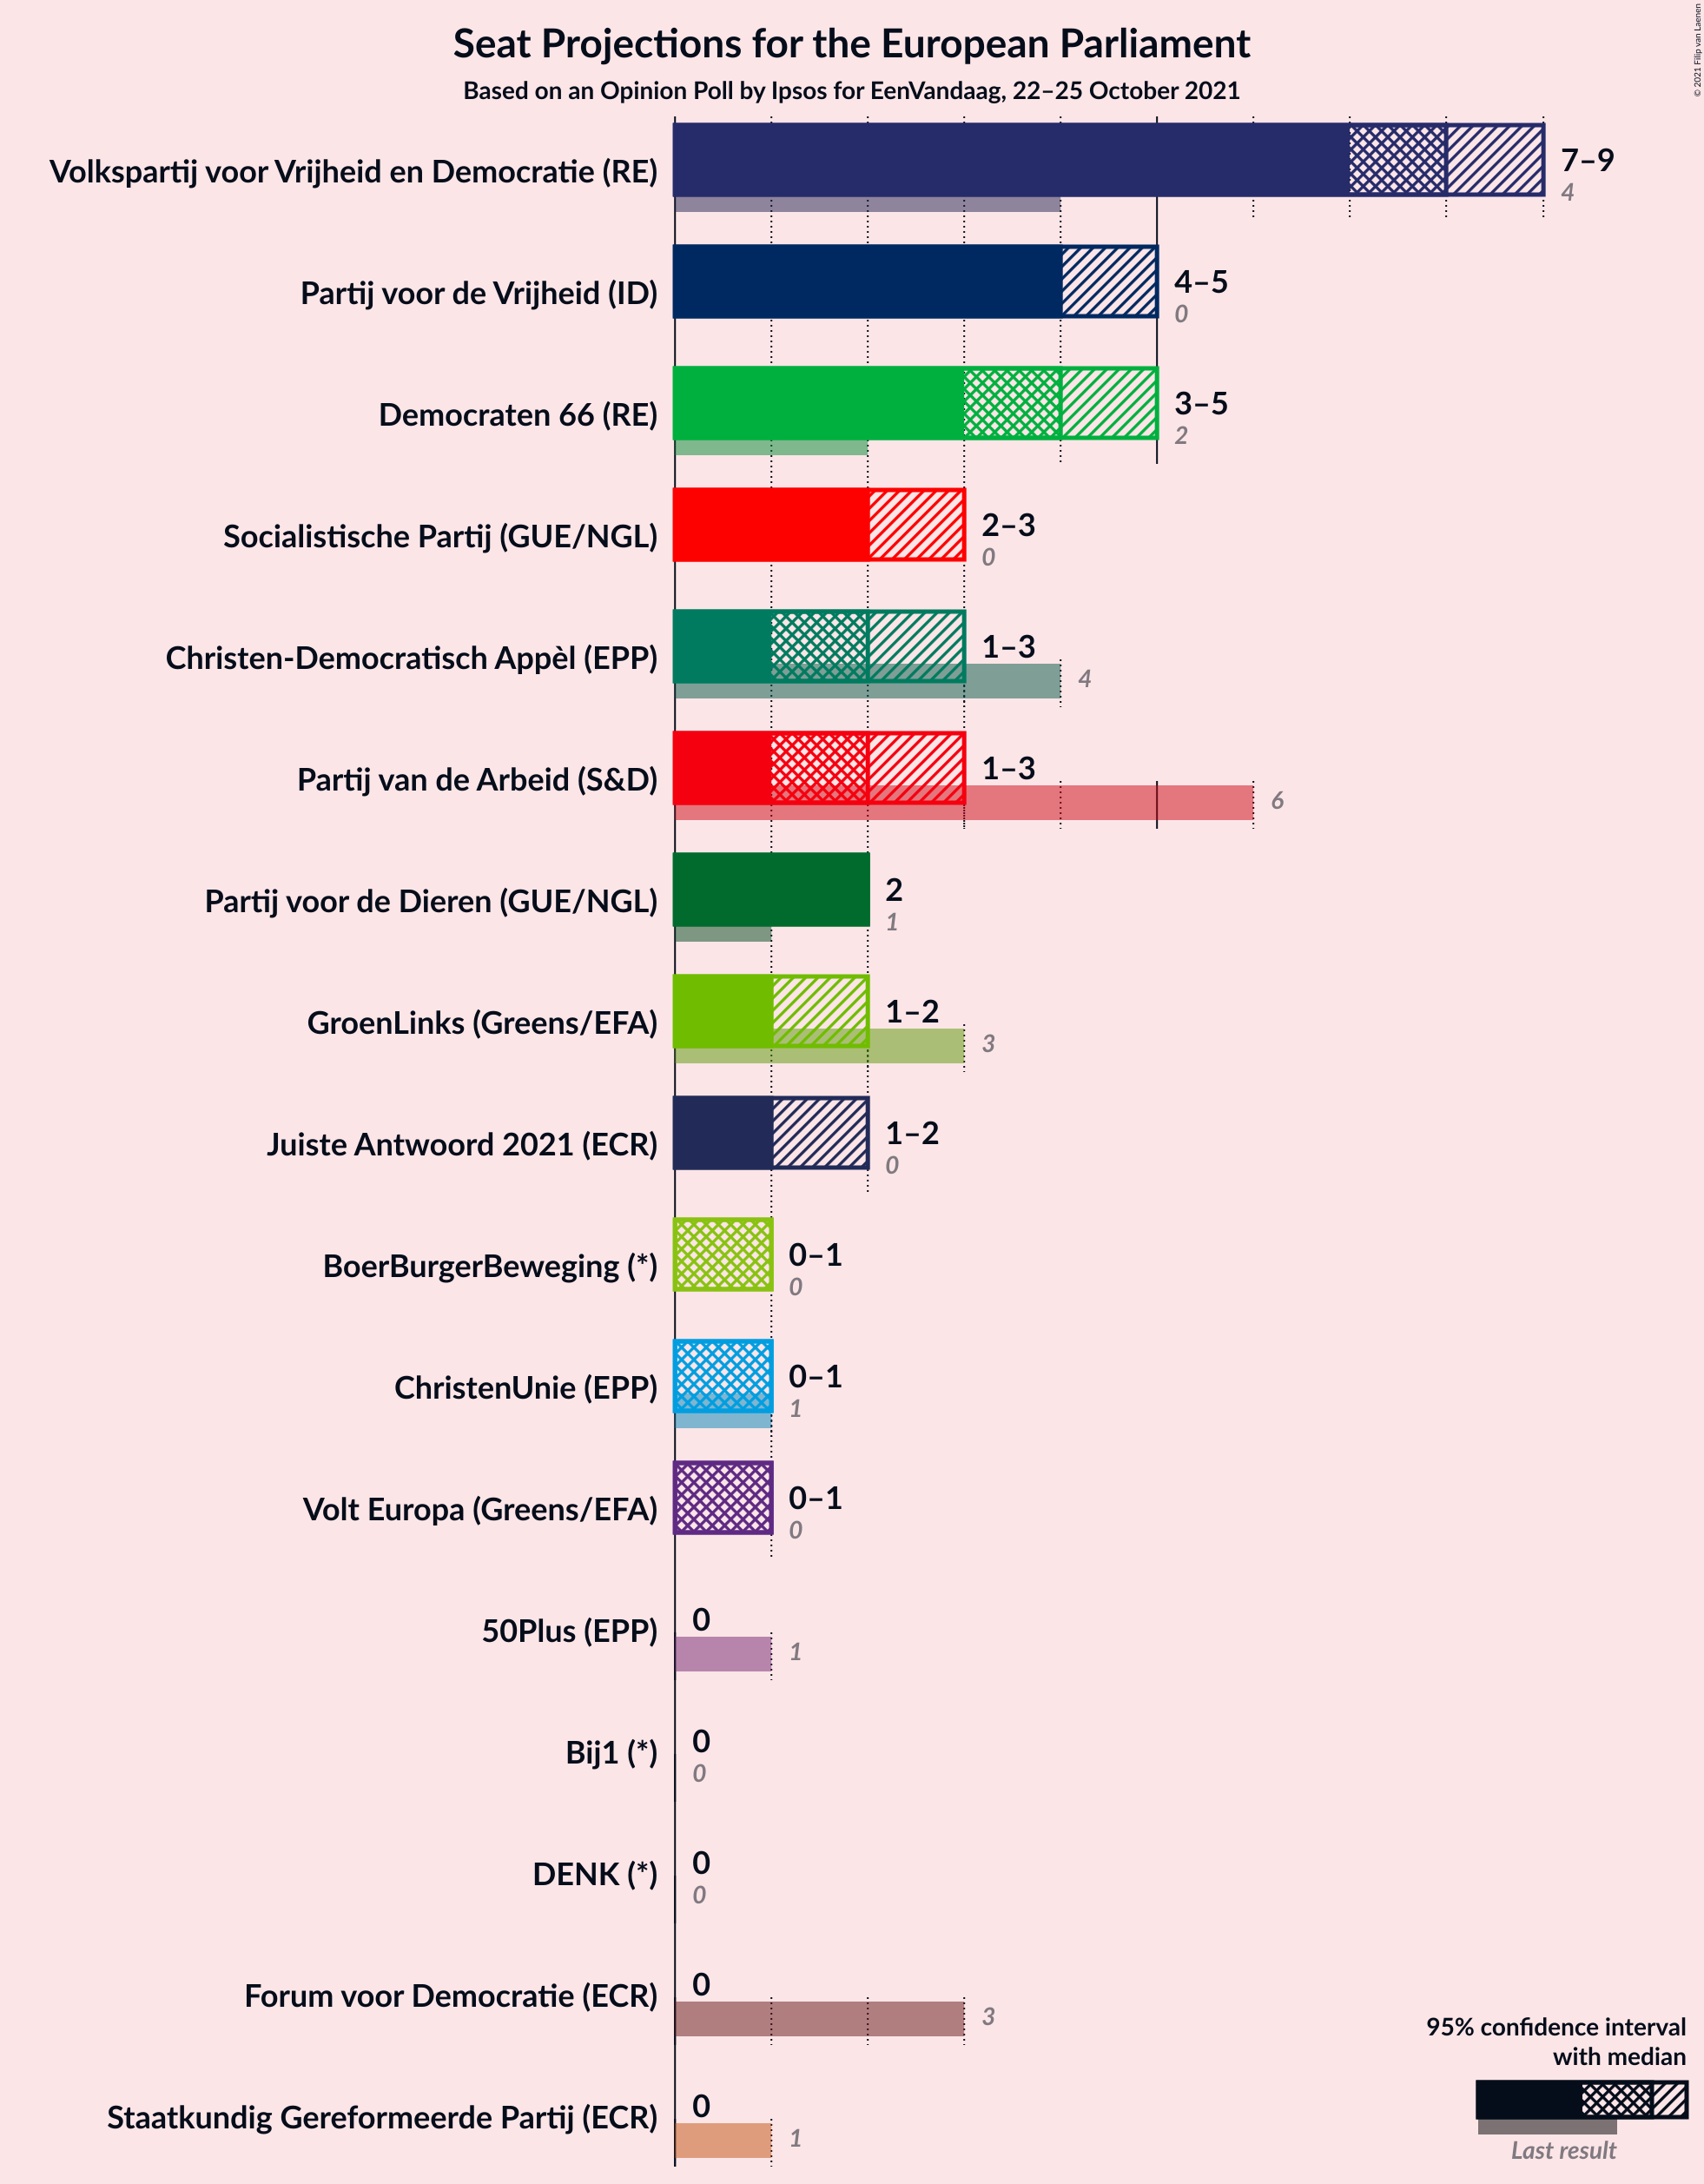 Seat Projections for the European Parliament
Based on an Opinion Poll by Ipsos for EenVandaag, 22–25 October 2021
© 2021 Filip van Laenen
Volkspartij voor Vrijheid en Democratie (RE)
7–9
4
Partij voor de Vrijheid (ID)
4–5
0
Democraten 66 (RE)
3–5
2
Socialistische Partij (GUE/NGL)
2–3
0
Christen-Democratisch Appèl (EPP)
1–3
4
Partij van de Arbeid (S&D)
1–3
6
Partij voor de Dieren (GUE/NGL)
2
1
GroenLinks (Greens/EFA)
1–2
3
Juiste Antwoord 2021 (ECR)
1–2
0
BoerBurgerBeweging (*)
0–1
0
ChristenUnie (EPP)
0–1
1
Volt Europa (Greens/EFA)
0–1
0
50Plus (EPP)
0
1
Bij1 (*)
0
0
DENK (*)
0
0
Forum voor Democratie (ECR)
0
3
Staatkundig Gereformeerde Partij (ECR)
0
1
95% confidence interval
with median
Last result